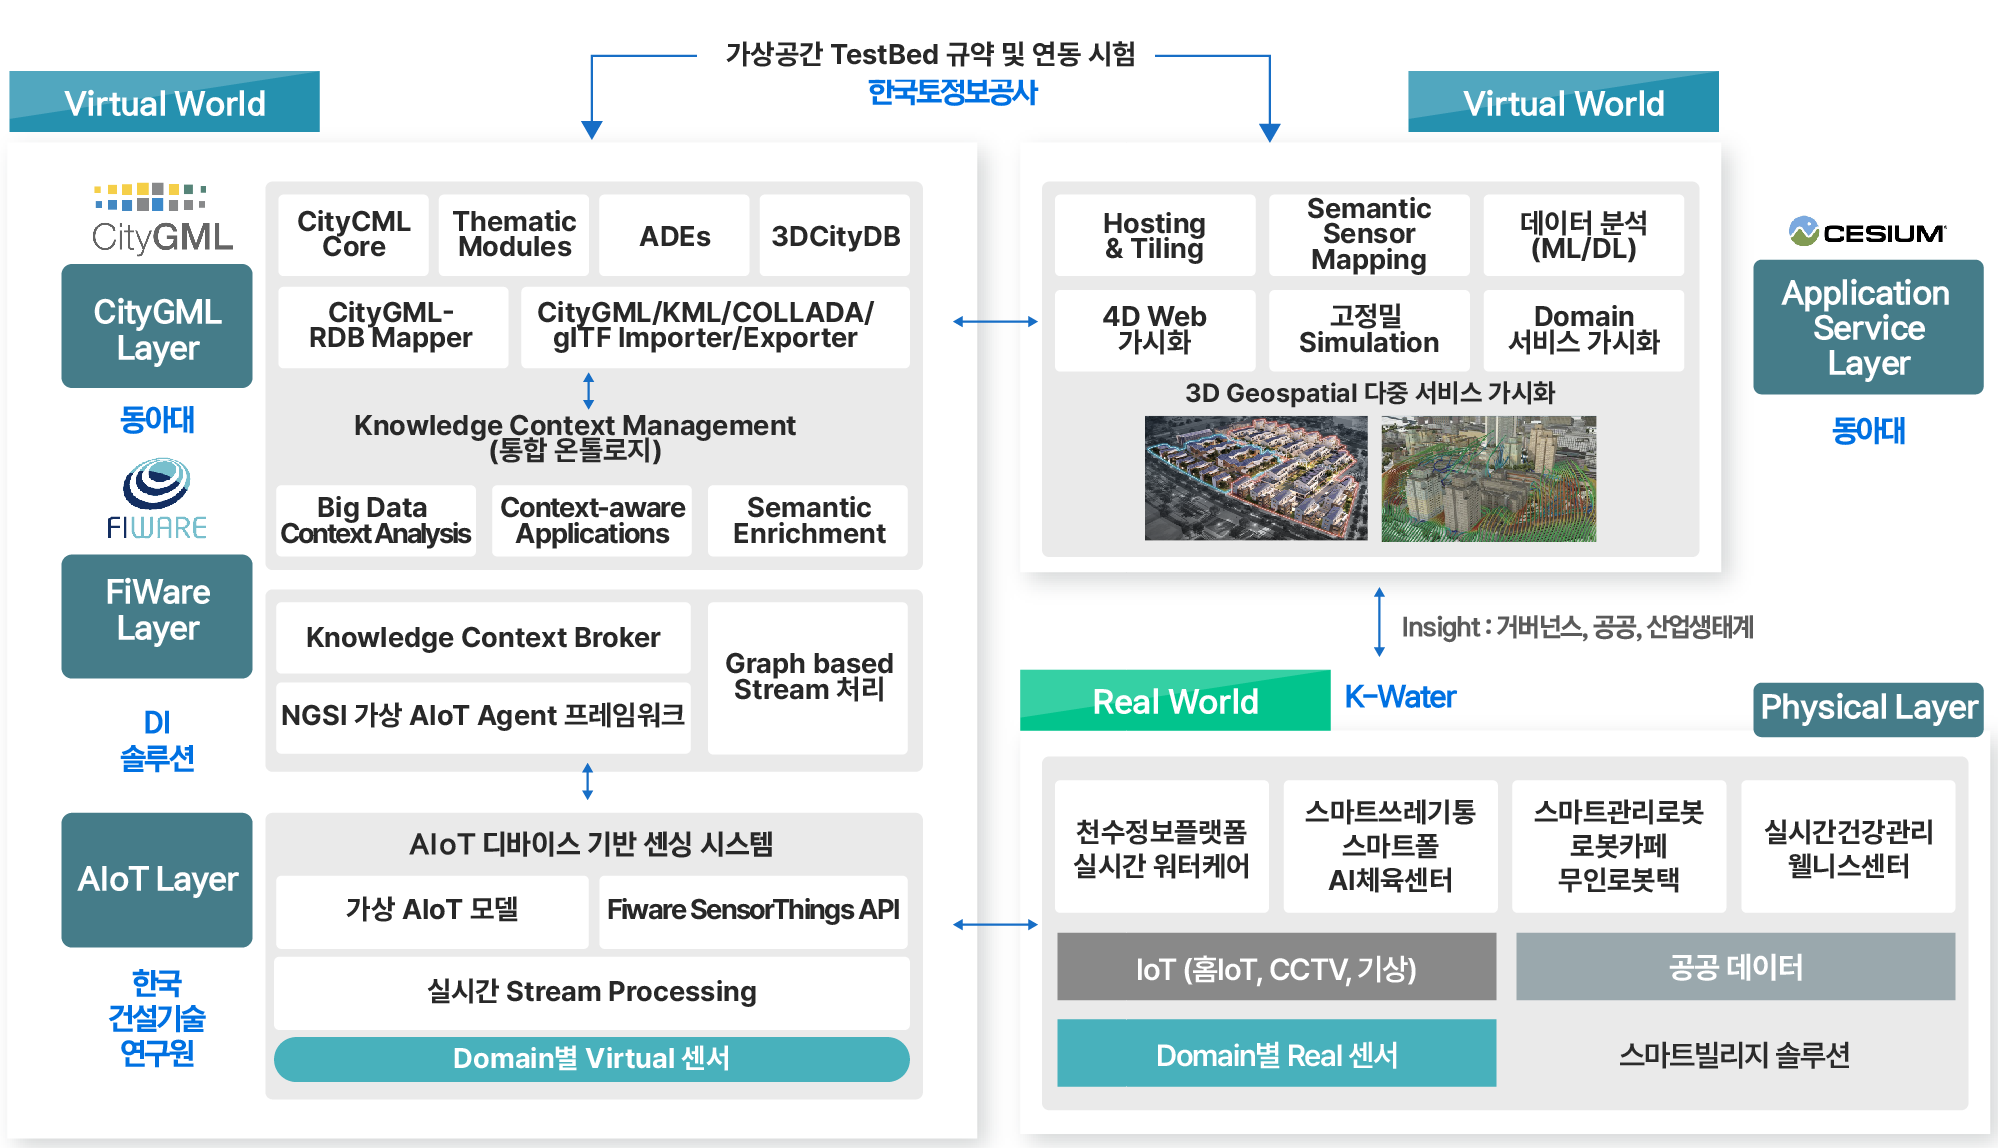 가상공간 TestBed 규약 및 연동 시험
한국토정보공사
Virtual World
CityGML
CityGML
Layer
동아대
FIWARE
FiWare
Layer
DI
솔루션
AIoT Layer
한국
건설기술
연구원
CityCML
Core
Thematic
Modules
ADEs
3DCityDB
CityGML-
RDB Mapper
CityGML/KML/COLLADA/
gITF Importer/Exporter
Knowledge Context Management
(통합 온톨로지)
Big Data
Context Analysis
Context-aware
Applications
Semantic
Enrichment
Knowledge Context Broker
NGSI 가상 AIoT Agent 프레임워크
Graph based
Stream 처리
AIoT 디바이스 기반 센싱 시스템
가상 AIoT 모델
Fiware SensorThings API
실시간 Stream Processing
Domain별 Virtual 센서
Virtual World
Hosting
& Tiling
Semantic
Sensor
Mapping
데이터 분석
(ML/DL)
4D Web
가시화
고정밀
Simulation
Domain
서비스 가시화
3D Geospatial 다중 서비스 가시화
CESIUM
Application
Service
Layer
동아대
Insight : 거버넌스, 공공, 산업생태계
Real World
K-Water
Physical Layer
천수정보플랫폼
실시간 워터케어
스마트쓰레기통
스마트폴
AI체육센터
스마트관리로봇
로봇카페
무인로봇택
실시간건강관리
웰니스센터
IoT (홈IoT, CCTV, 기상)
공공 데이터
Domain별 Real 센서
스마트빌리지 솔루션